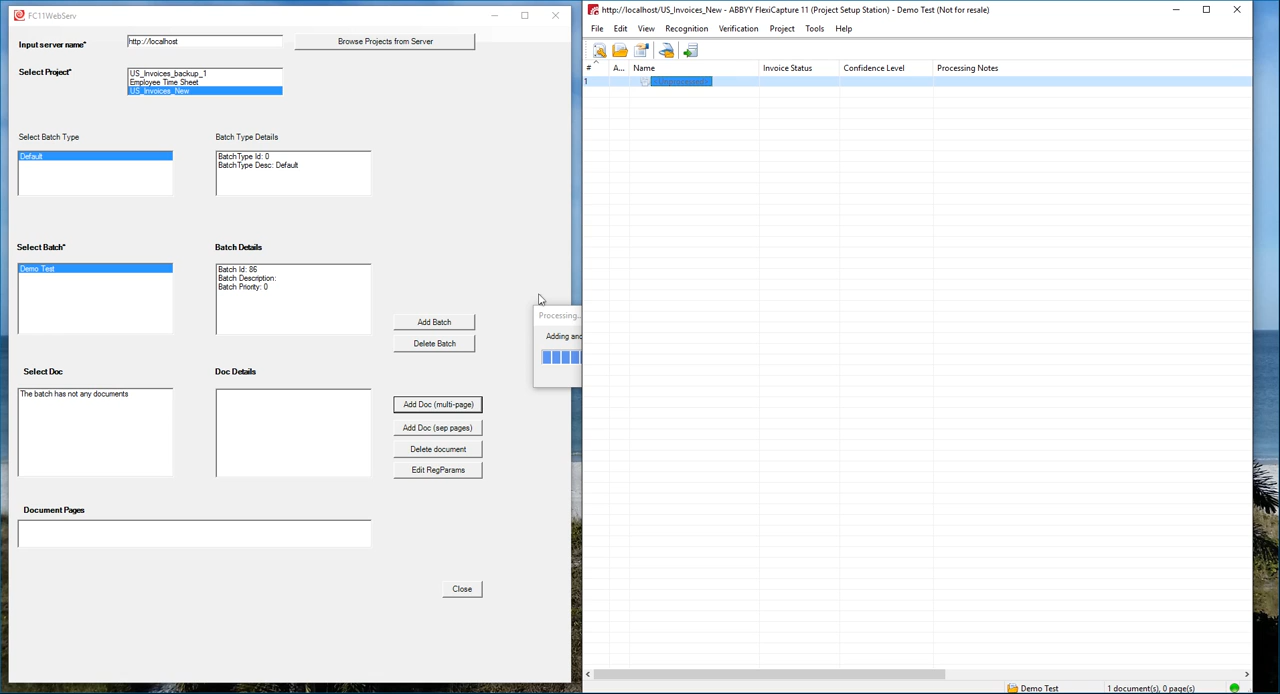 FC11WebServ
Input server name*
http://localhost
Browse Projects from Server
Select Project*
US_Invoices_backup_1
Employee Time Sheet
US_Invoices_New
Select Batch Type
Batch Type Details
Default
BatchType Id: 0
BatchType Desc: Default
Select Batch*
Batch Details
Demo Test
Batch Id: 86
Batch Description:
Batch Priority: 0
Add Batch
Delete Batch
Select Doc
Doc Details
The batch has not any documents
Add Doc (multi-page)
Add Doc (sep pages)
Delete document
Edit RegParams
Document Pages
Close
Processing...
Adding and
http://localhost/US_Invoices_New - ABBYY FlexiCapture 11 (Project Setup Station) - Demo Test (Not for resale)
File Edit View Recognition Verification Project Tools Help
# A... Name Invoice Status Confidence Level Processing Notes
1
Demo Test
1 document(s), 0 page(s)